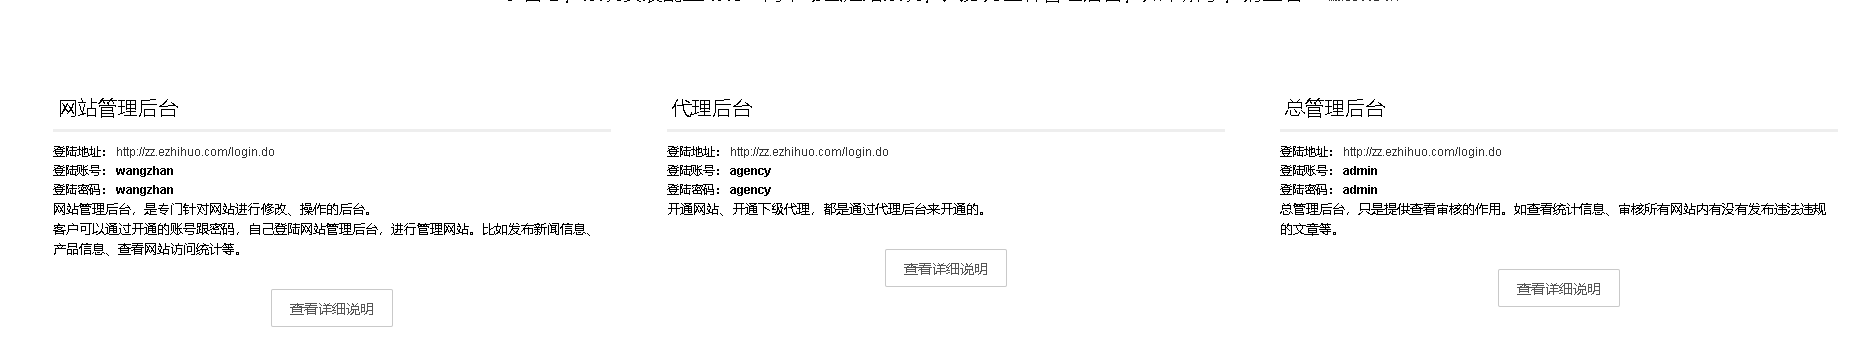 网站管理后台
登陆地址： http://zz.ezhihuo.com/login.do
登陆账号： wangzhan
登陆密码： wangzhan
网站管理后台，是专门针对网站进行修改、操作的后台。
客户可以通过开通的账号跟密码，自己登陆网站管理后台，进行管理网站。比如发布新闻信息、
产品信息、查看网站访问统计等。
查看详细说明
代理后台
登陆地址： http://zz.ezhihuo.com/login.do
登陆账号： agency
登陆密码： agency
开通网站、开通下级代理，都是通过代理后台来开通的。
查看详细说明
总管理后台
登陆地址： http://zz.ezhihuo.com/login.do
登陆账号： admin
登陆密码： admin
总管理后台，只是提供查看审核的作用。如查看统计信息、审核所有网站内有没有发布违法违规
的文章等。
查看详细说明